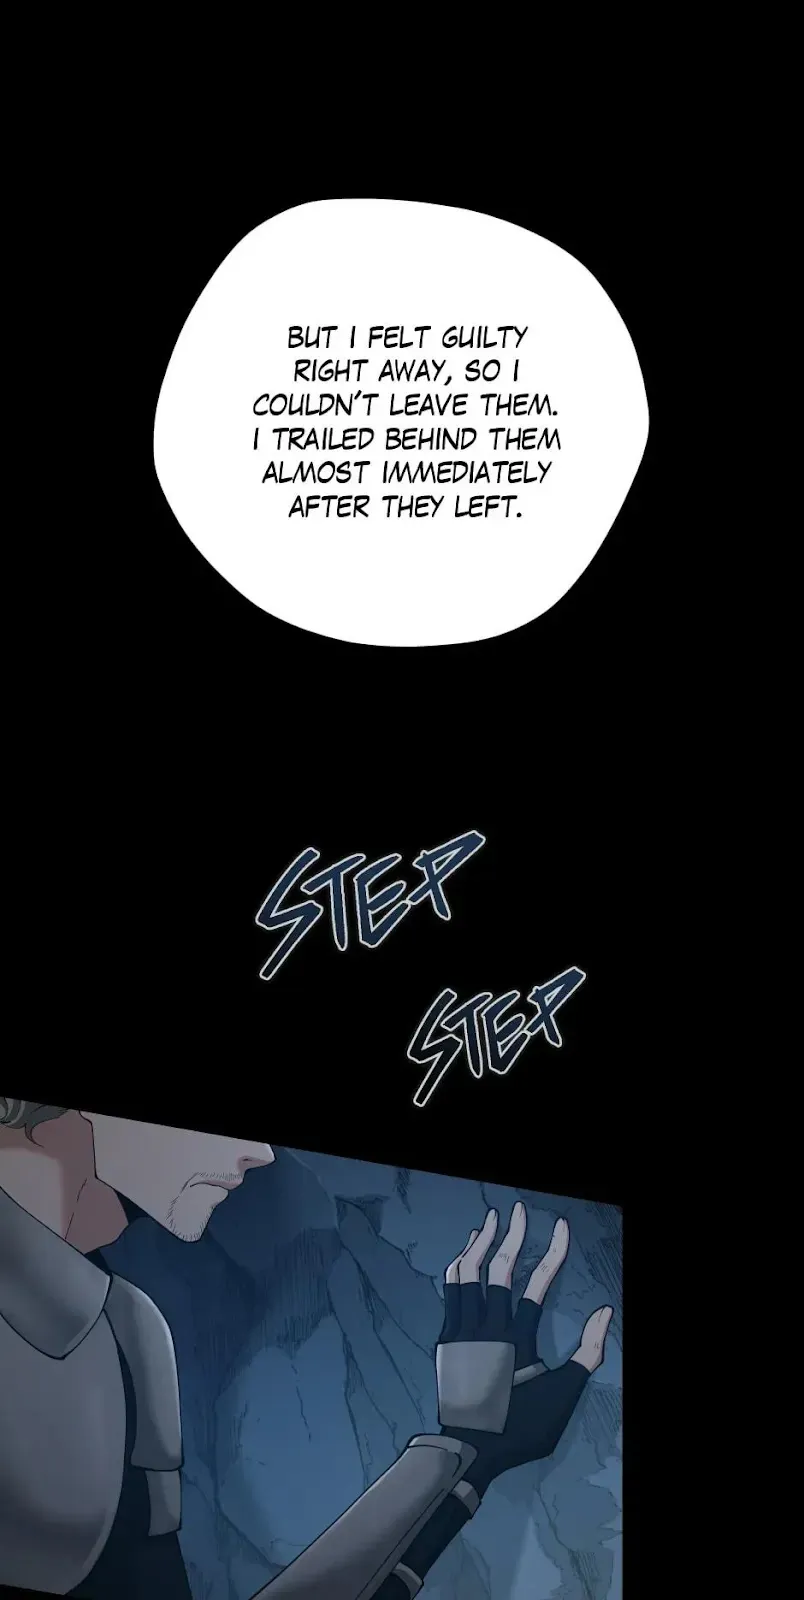 BUT I FELT GUILTY
RIGHT AWAY, SO I
COULDN'T LEAVE THEM.
I TRAILED BEHIND THEM
ALMOST IMMEDIATELY
AFTER THEY LEFT.
STEP
STEP